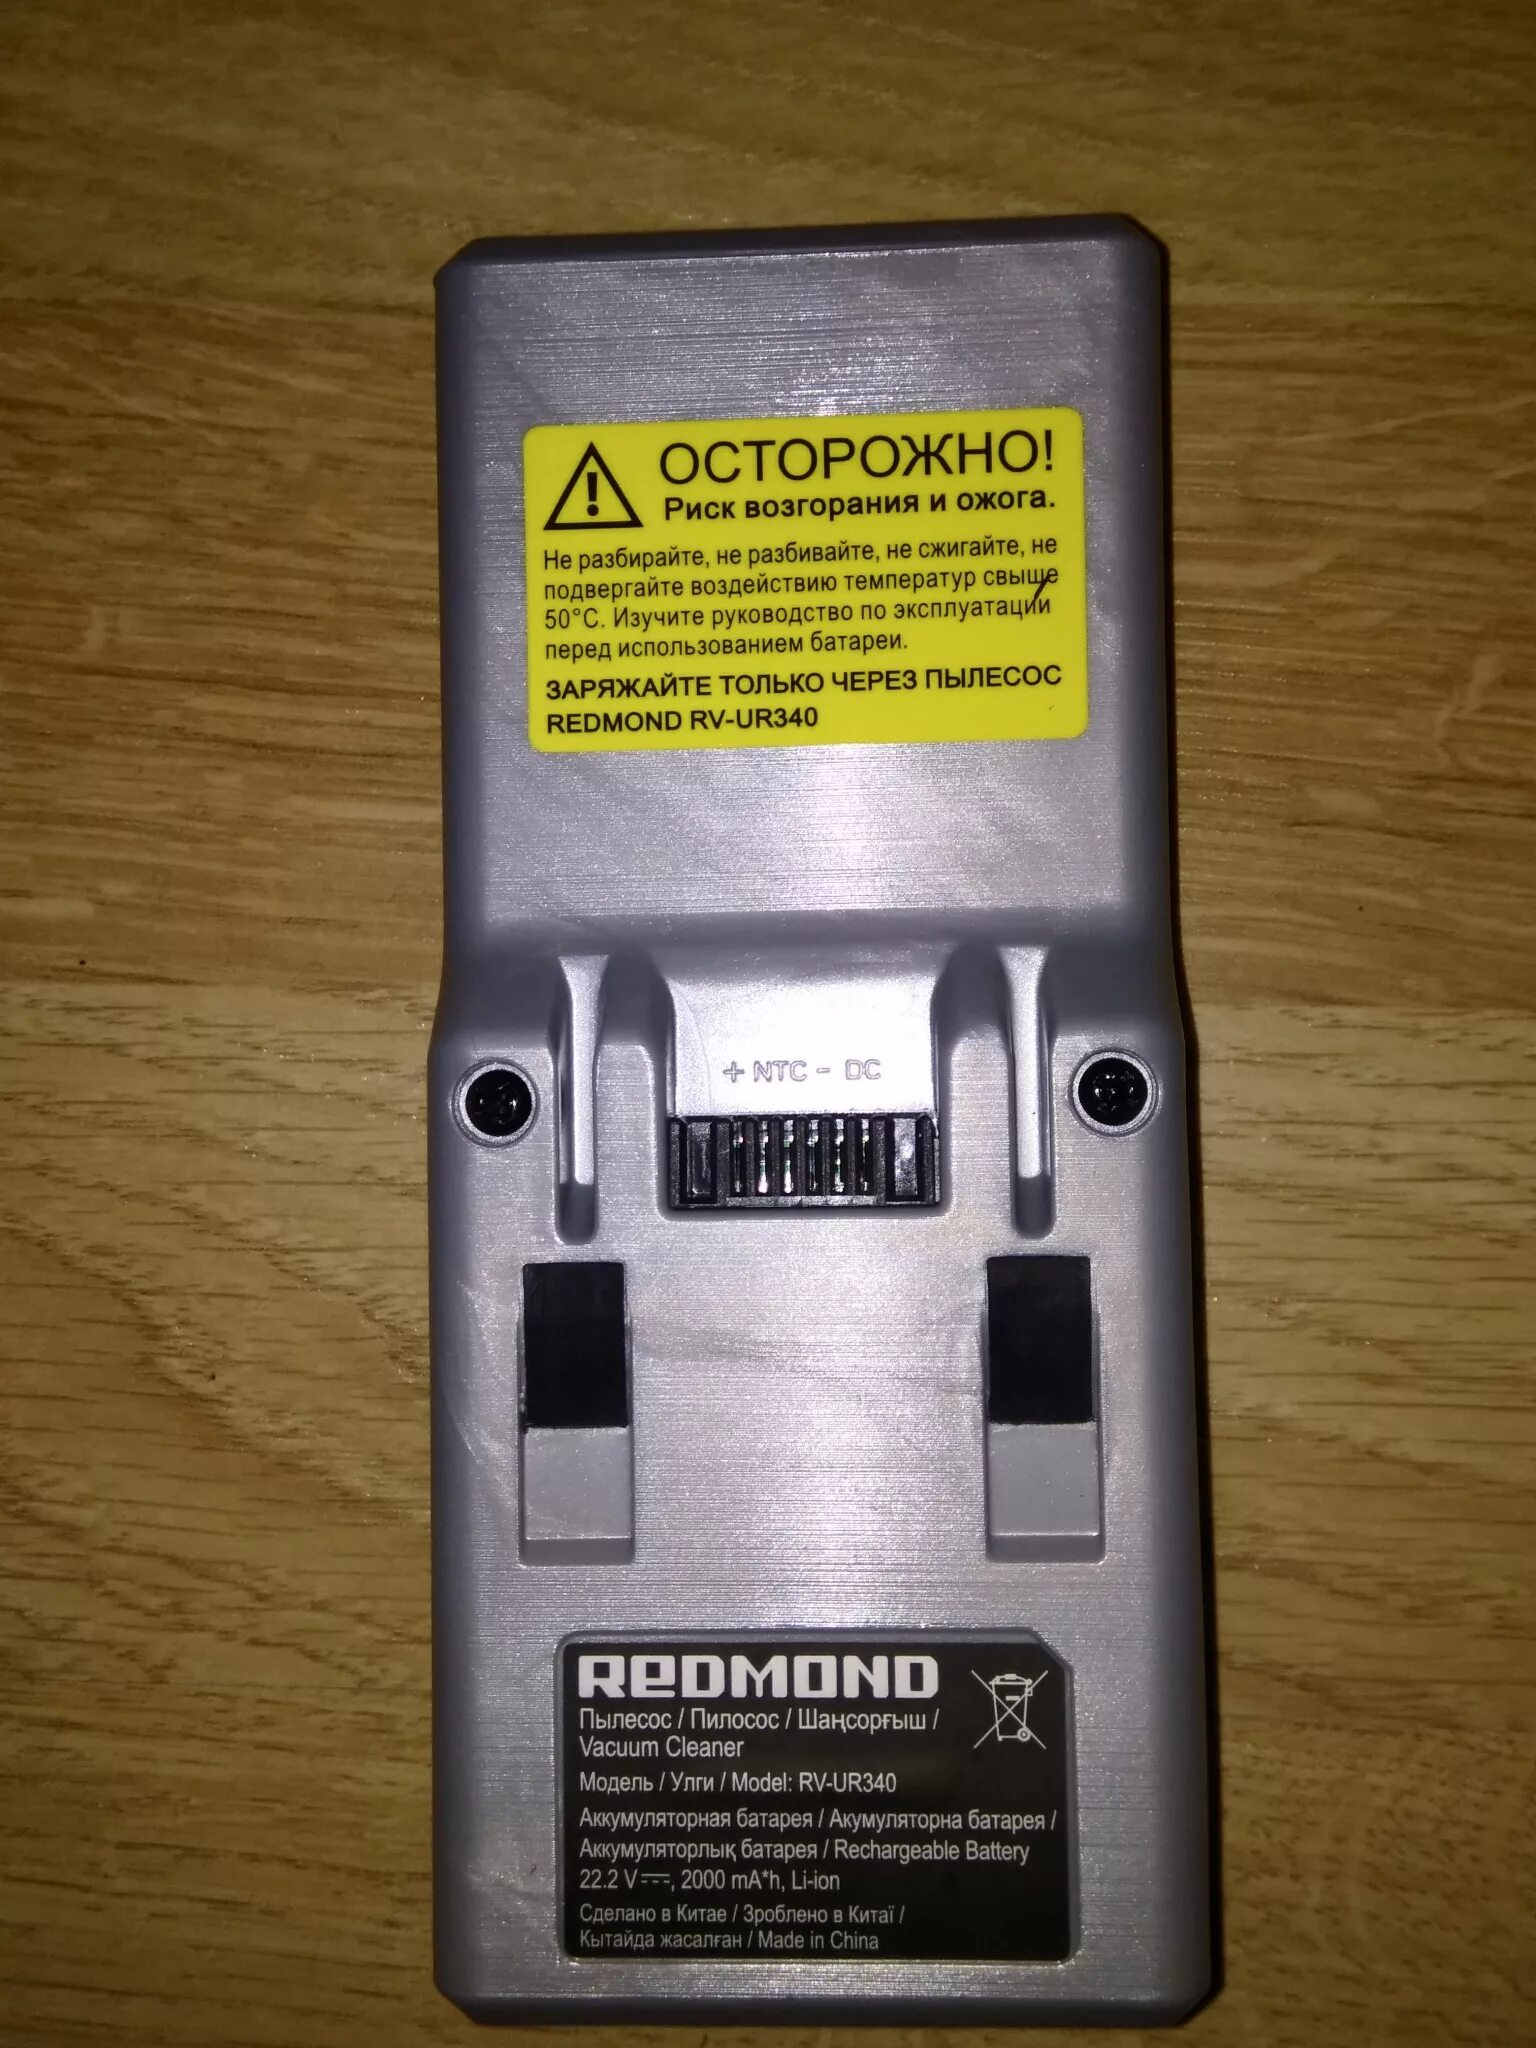 ОСТОРОЖНО!
Риск возгорания и ожога.
Не разбирайте, не разбивайте, не сжигайте, не
подвергайте воздействию температур свыше
50°C. Изучите руководство по эксплуатации
перед использованием батареи.
ЗАРЯЖАЙТЕ ТОЛЬКО ЧЕРЕЗ ПЫЛЕСОС
REDMOND RV-UR340
+ NTC - DC
REDMOND
Пылесос / Пилосос / Шаңсорғыш /
Vacuum Cleaner
Модель / Улгi / Model: RV-UR340
Аккумуляторная батарея / Акумуляторна батарея /
Аккумуляторлық батарея / Rechargeable Battery
22.2 V⎓, 2000 mA*h, Li-ion
Сделано в Китае / Зроблено в Китаї /
Кытайда жасалған / Made in China